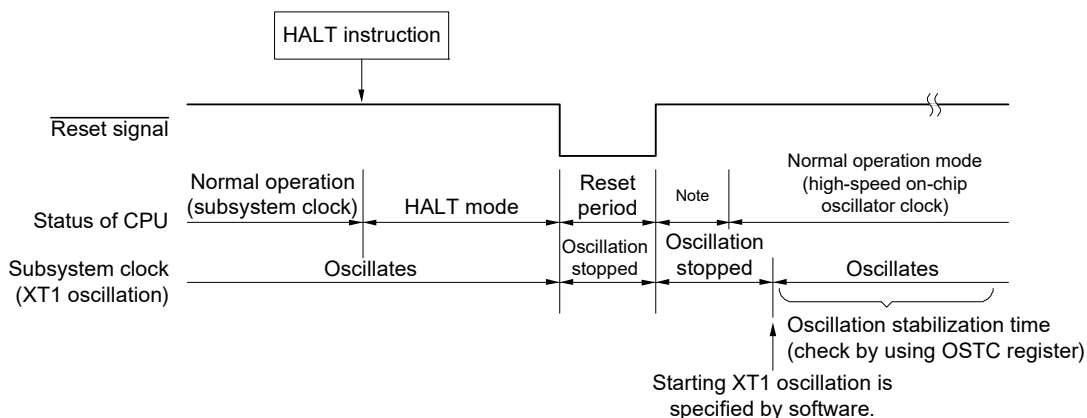 HALT instruction
Reset signal
Normal operation
(subsystem clock)
HALT mode
Reset
period
Note
Normal operation mode
(high-speed on-chip
oscillator clock)
Status of CPU
Subsystem clock
(XT1 oscillation)
Oscillates
Oscillation
stopped
Oscillation
stopped
Oscillates
Oscillation stabilization time
(check by using OSTC register)
Starting XT1 oscillation is
specified by software.